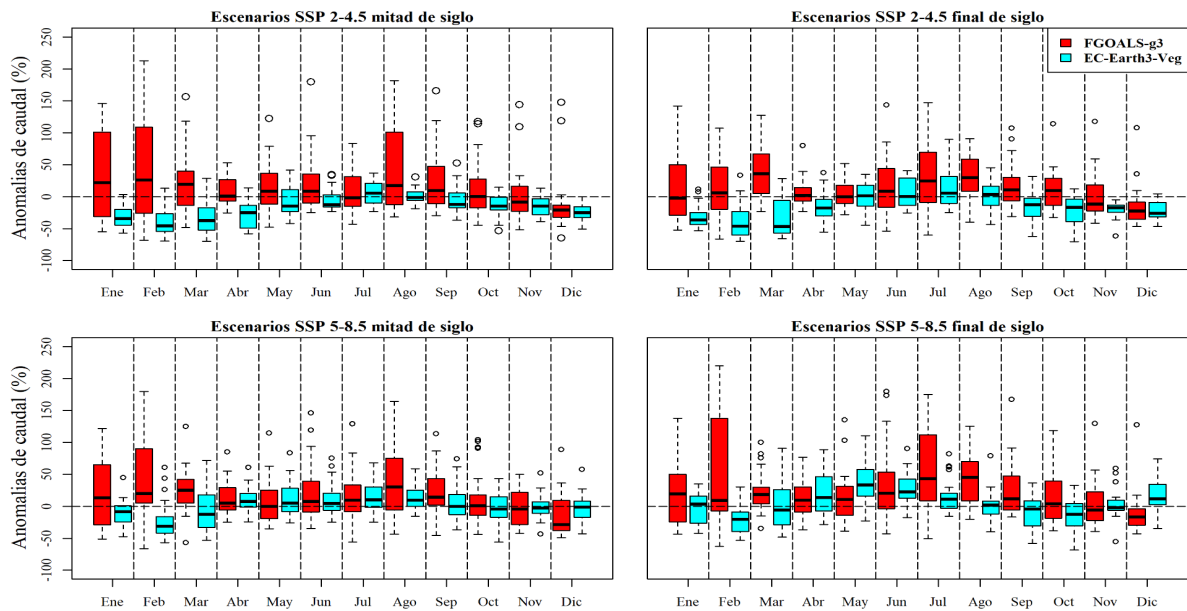 Escenarios SSP 2-4.5 mitad de siglo
Anomalias de caudal (%)
250
200
150
100
50
0
-50
-100
Ene Feb Mar Abr May Jun Jul Ago Sep Oct Nov Dic
Escenarios SSP 2-4.5 final de siglo
FGOALS-g3
EC-Earth3-Veg
Ene Feb Mar Abr May Jun Jul Ago Sep Oct Nov Dic
Escenarios SSP 5-8.5 mitad de siglo
Anomalias de caudal (%)
250
200
150
100
50
0
-50
-100
Ene Feb Mar Abr May Jun Jul Ago Sep Oct Nov Dic
Escenarios SSP 5-8.5 final de siglo
Ene Feb Mar Abr May Jun Jul Ago Sep Oct Nov Dic